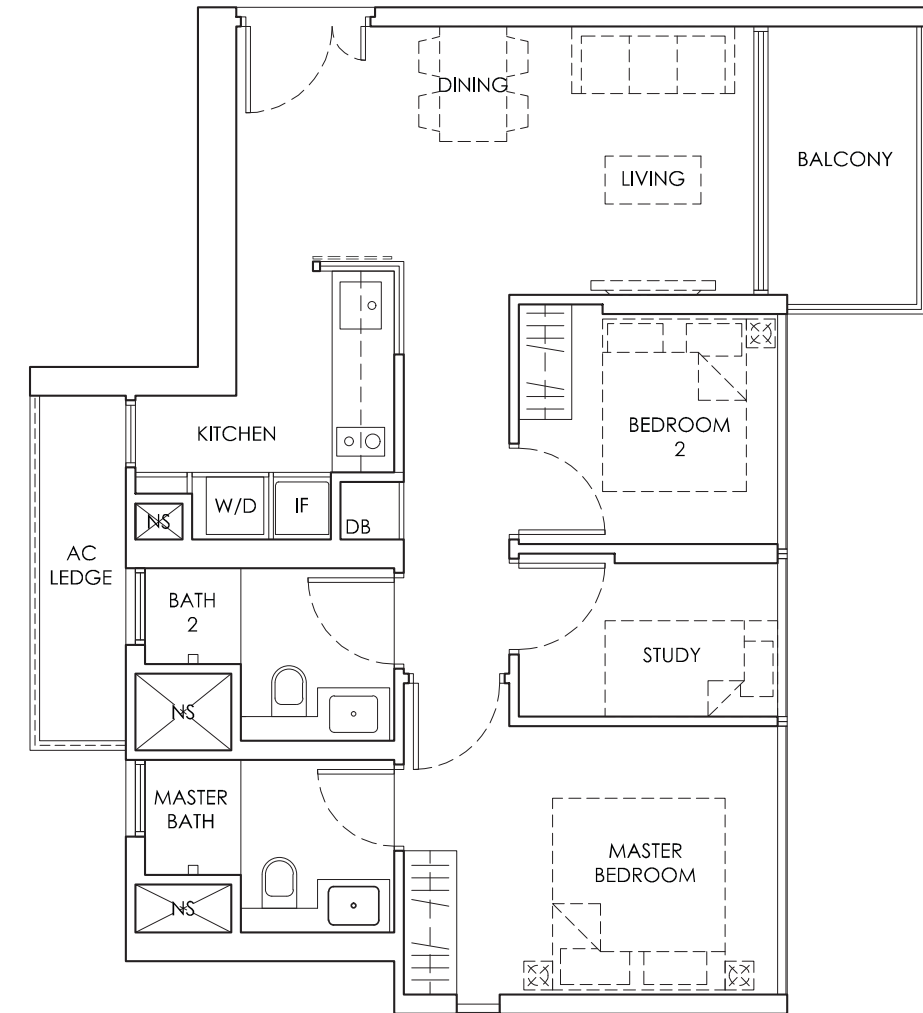 DINING
LIVING
BALCONY
KITCHEN
BEDROOM
2
W/D
IF
NS
DB
AC
LEDGE
BATH
2
STUDY
NS
MASTER
BATH
MASTER
BEDROOM
NS